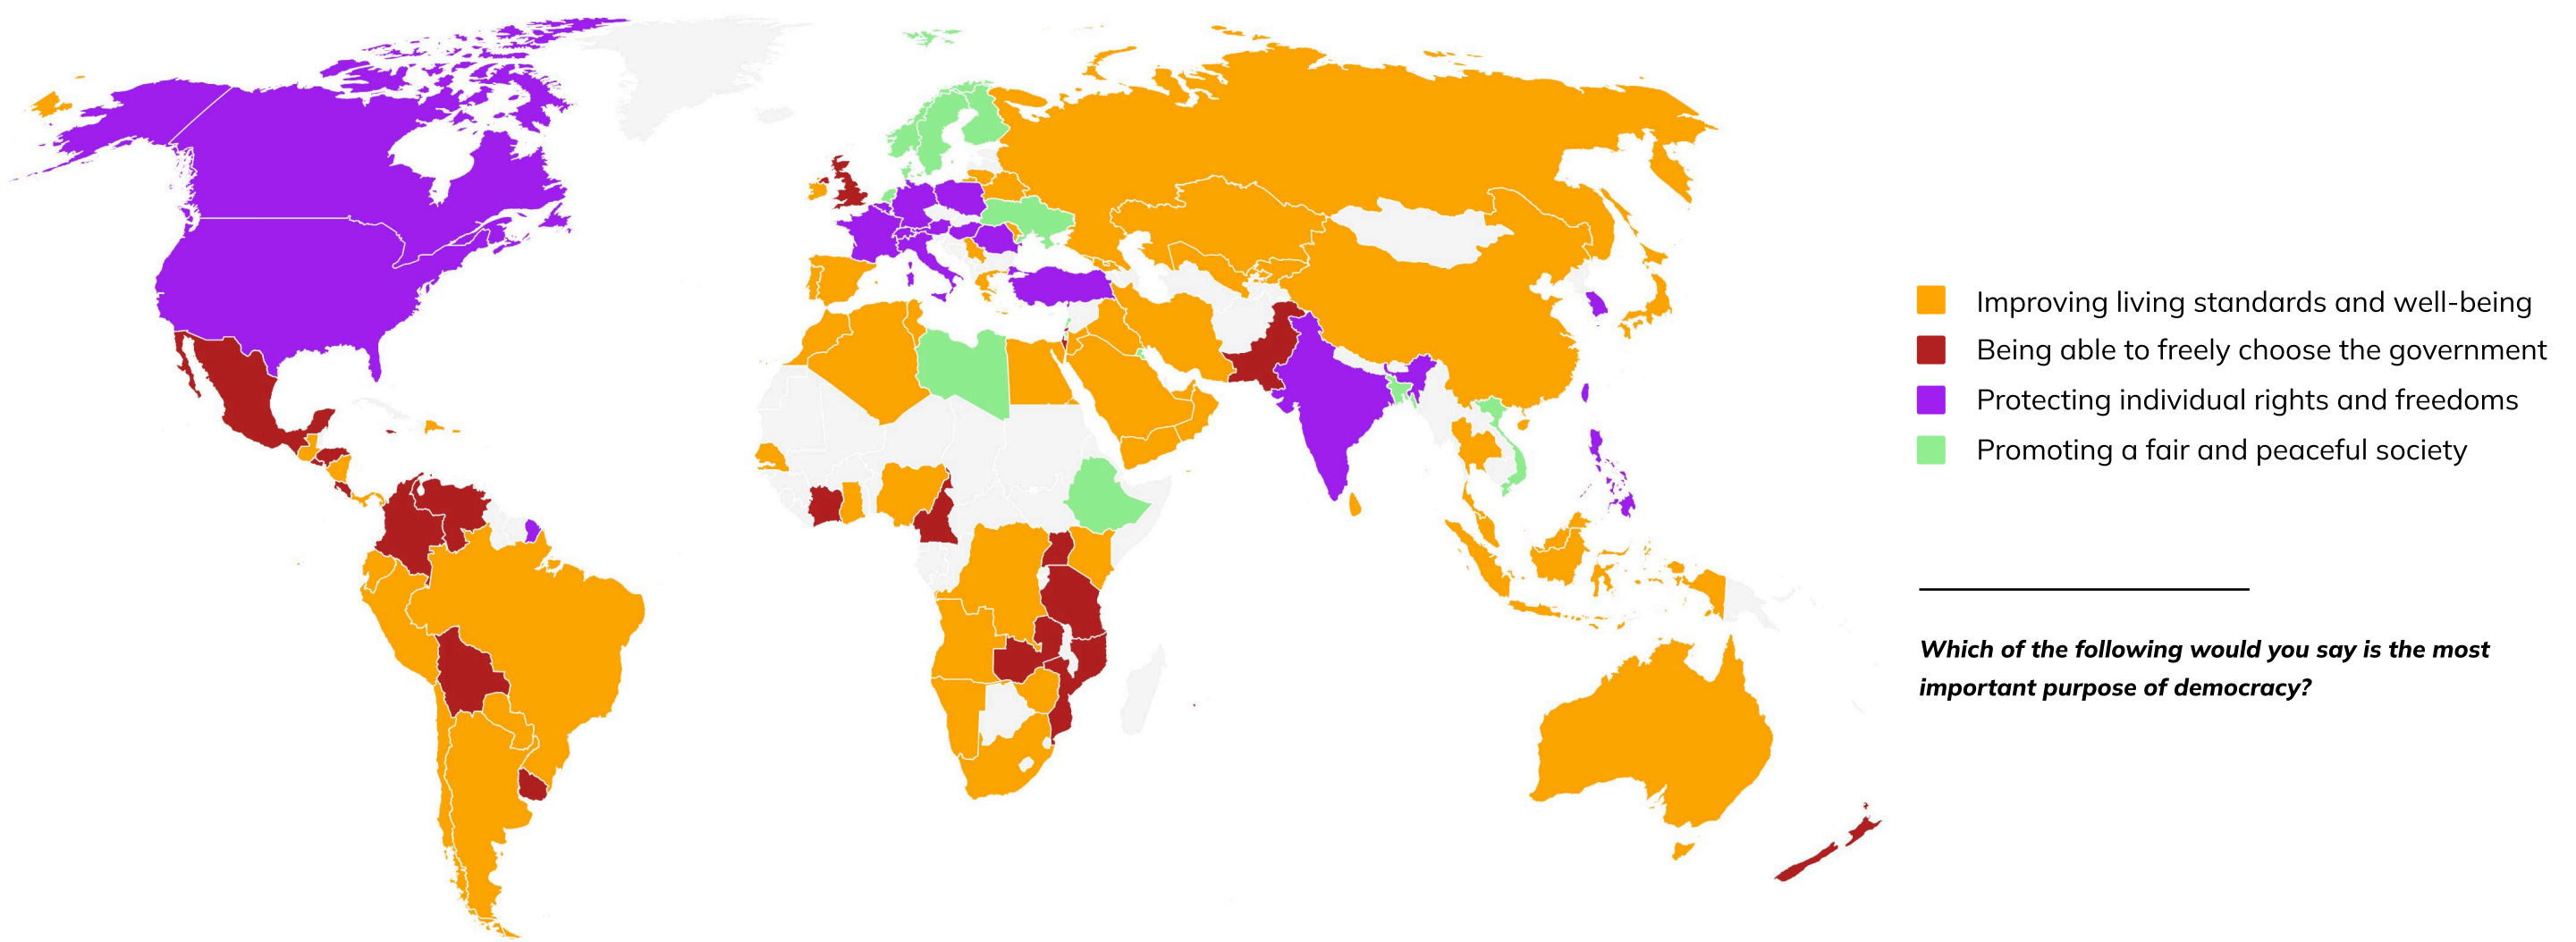 Improving living standards and well-being
Being able to freely choose the government
Protecting individual rights and freedoms
Promoting a fair and peaceful society
Which of the following would you say is the most
important purpose of democracy?